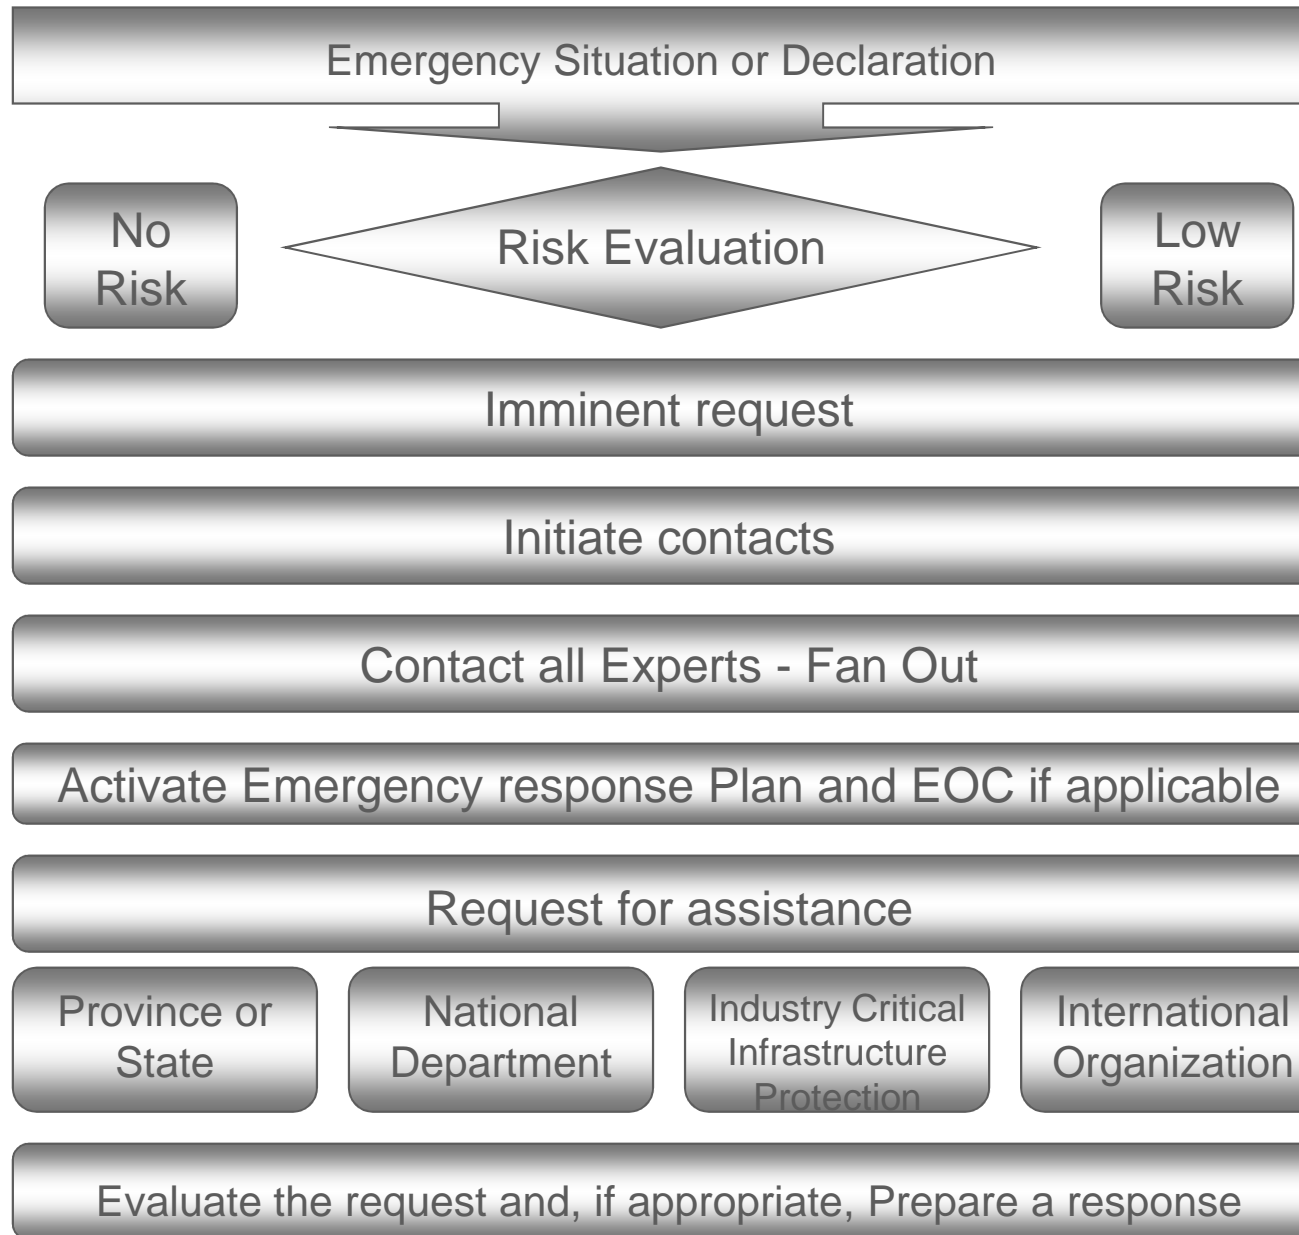 Emergency Situation or Declaration
No
Risk
Risk Evaluation
Low
Risk
Imminent request
Initiate contacts
Contact all Experts - Fan Out
Activate Emergency response Plan and EOC if applicable
Request for assistance
Province or
State
National
Department
Industry Critical
Infrastructure
Protection
International
Organization
Evaluate the request and, if appropriate, Prepare a response